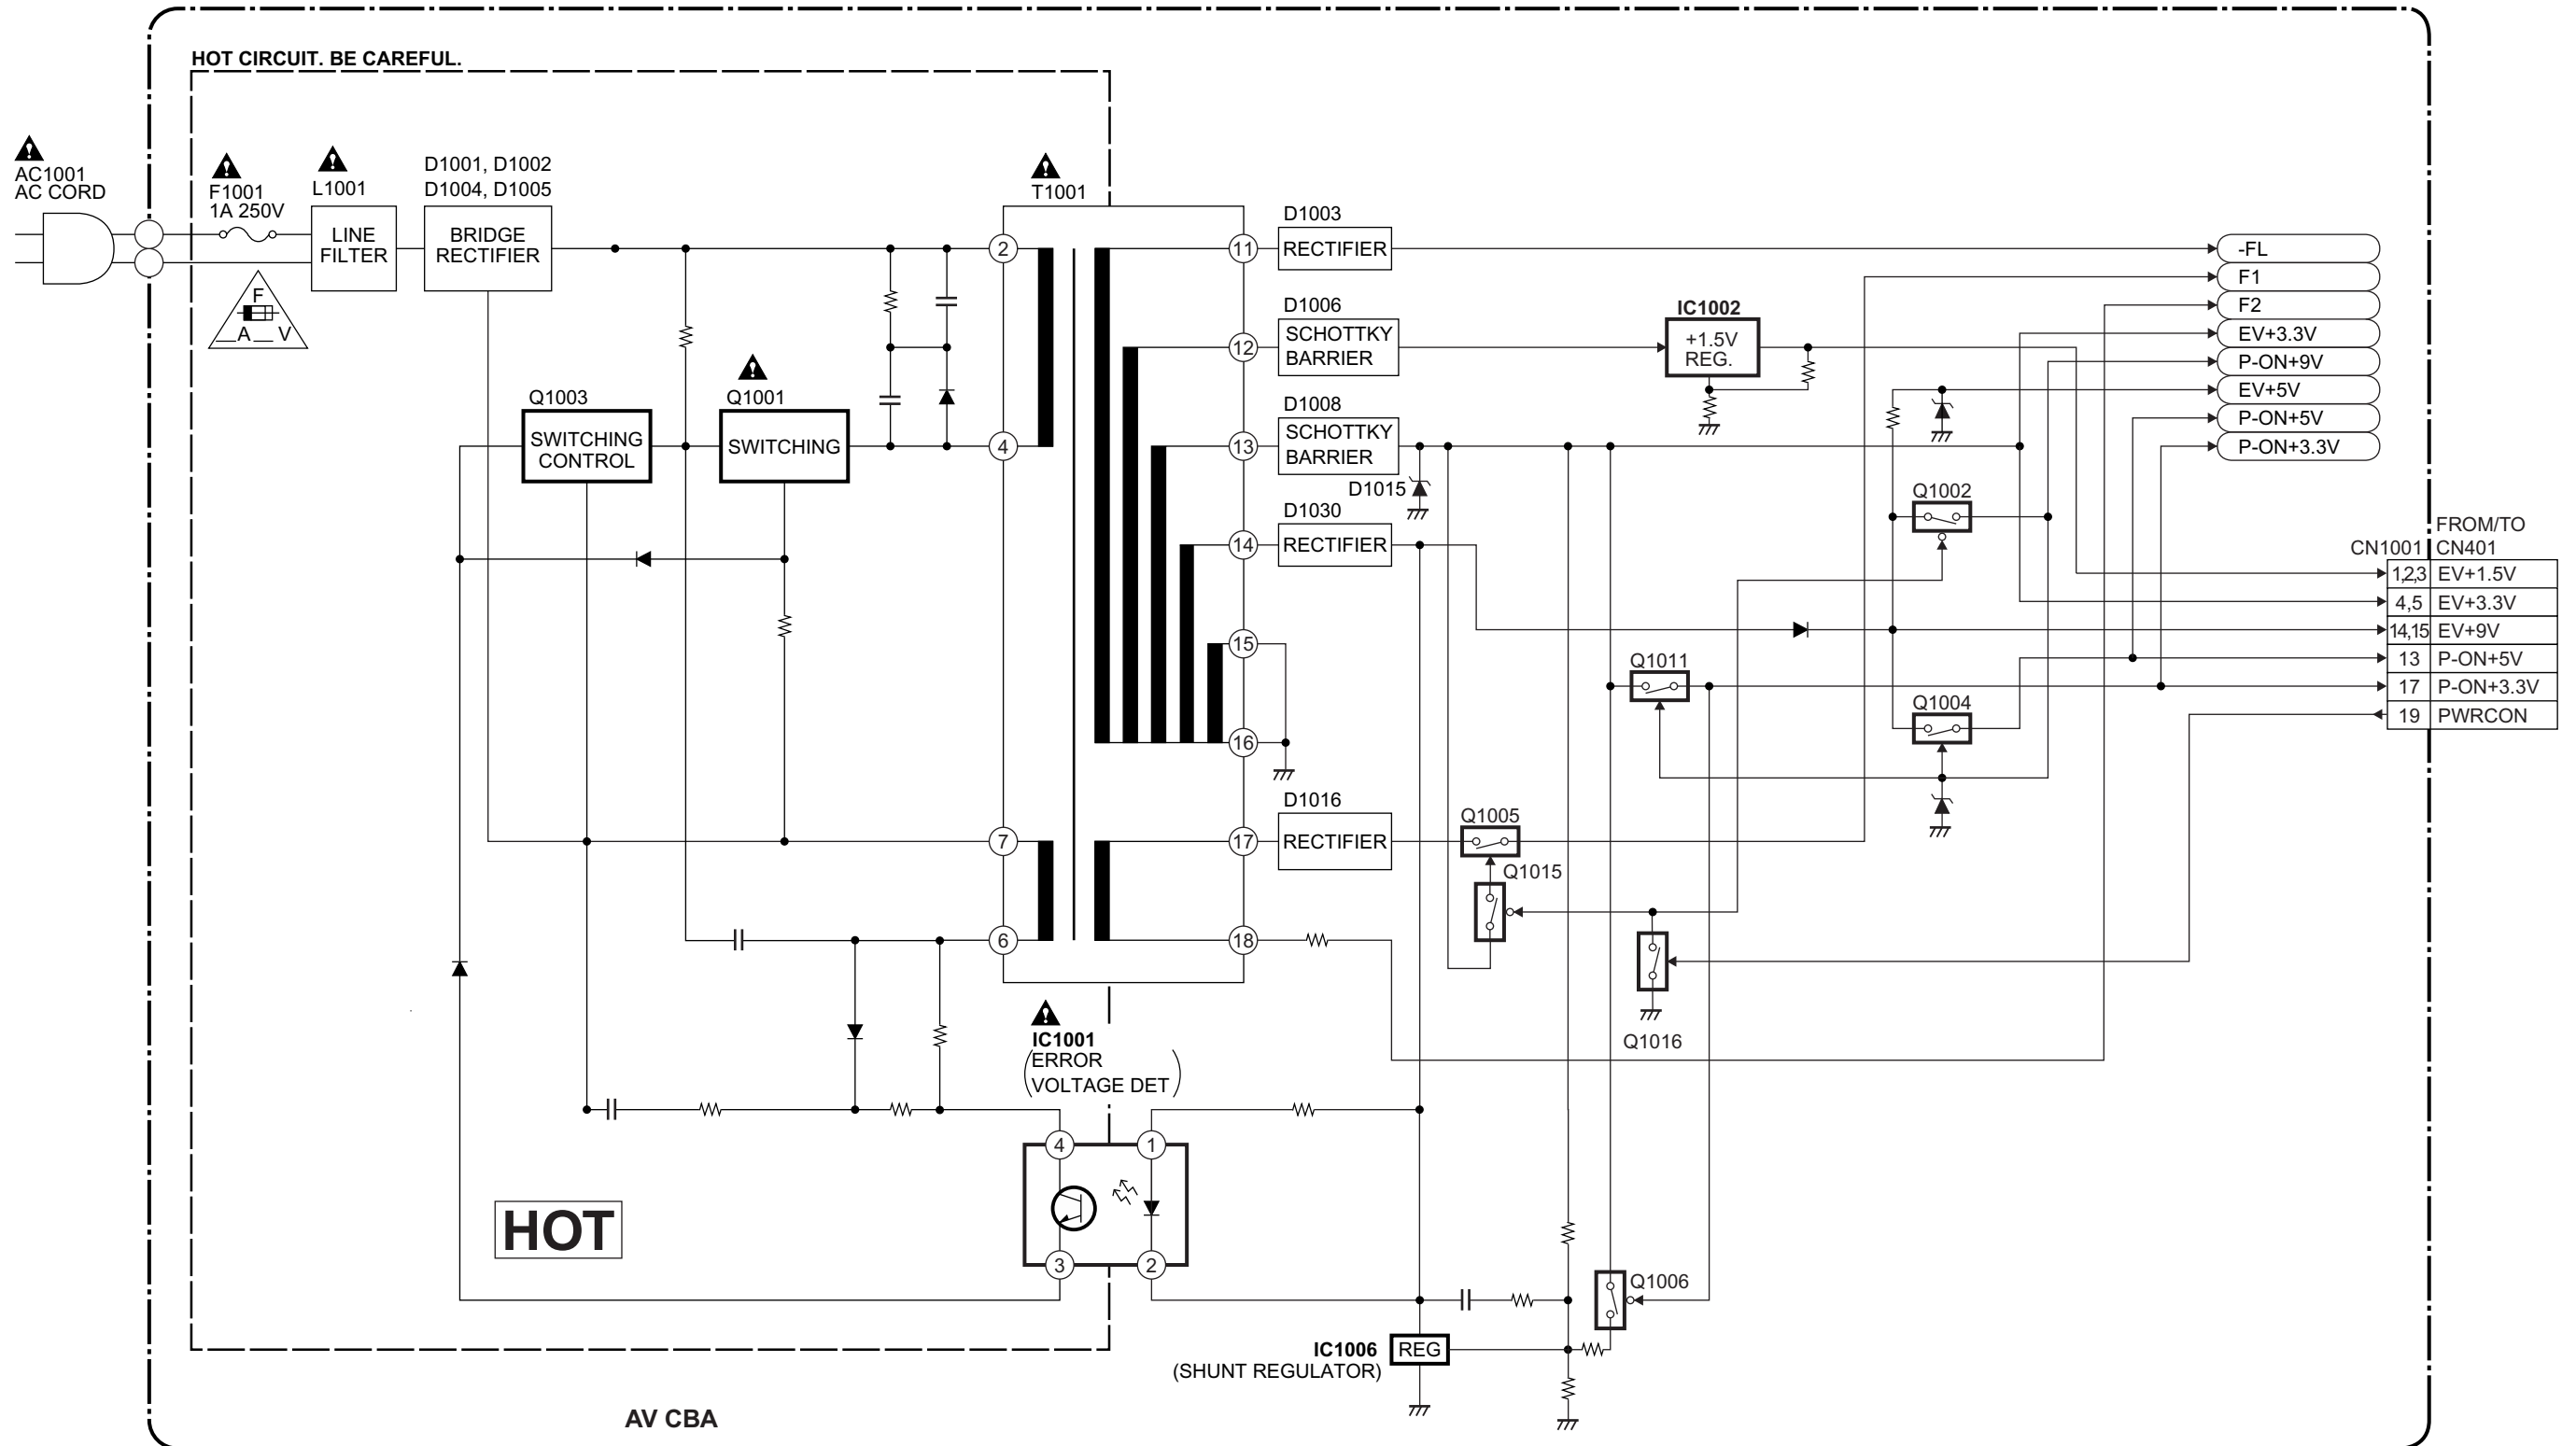 HOT CIRCUIT. BE CAREFUL.
AC1001
AC CORD
F1001
1A 250V
L1001
LINE
FILTER
D1001, D1002
D1004, D1005
BRIDGE
RECTIFIER
F
A V
Q1003
SWITCHING
CONTROL
Q1001
SWITCHING
T1001
2
4
7
6
11
12
13
14
15
16
17
18
D1003
RECTIFIER
D1006
SCHOTTKY
BARRIER
D1008
SCHOTTKY
BARRIER
D1015
D1030
RECTIFIER
D1016
RECTIFIER
IC1002
+1.5V
REG.
-FL
F1
F2
EV+3.3V
P-ON+9V
EV+5V
P-ON+5V
P-ON+3.3V
Q1002
Q1011
Q1004
Q1005
Q1015
Q1016
FROM/TO
CN1001 CN401
1,2,3 EV+1.5V
4,5 EV+3.3V
14,15 EV+9V
13 P-ON+5V
17 P-ON+3.3V
19 PWRCON
IC1001
ERROR
VOLTAGE DET
4 1
3 2
HOT
Q1006
IC1006
(SHUNT REGULATOR)
REG
AV CBA